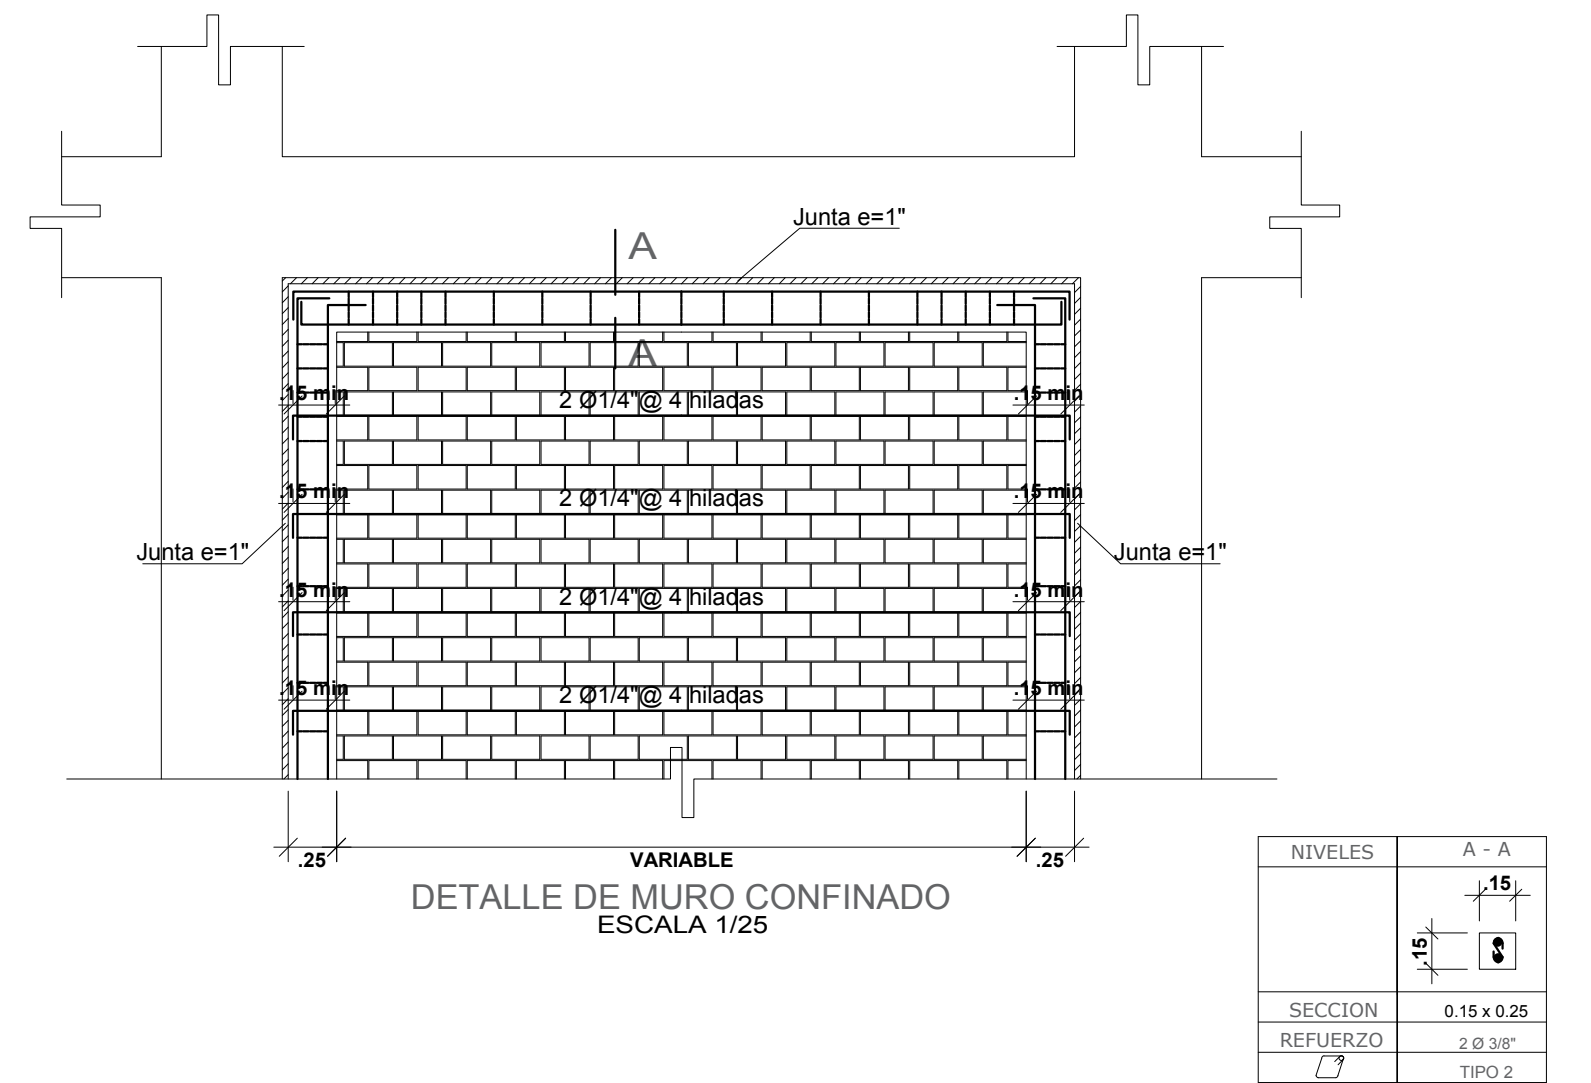 Junta e=1"
A
A
.15 min
2 Ø1/4"@ 4 hiladas
.15 min
.15 min
2 Ø1/4"@ 4 hiladas
.15 min
Junta e=1"
Junta e=1"
.15 min
2 Ø1/4"@ 4 hiladas
.15 min
.15 min
2 Ø1/4"@ 4 hiladas
.15 min
.25
VARIABLE
.25
DETALLE DE MURO CONFINADO
ESCALA 1/25
NIVELES
A - A
.15
.15
SECCION
0.15 x 0.25
REFUERZO
2 Ø 3/8"
TIPO 2